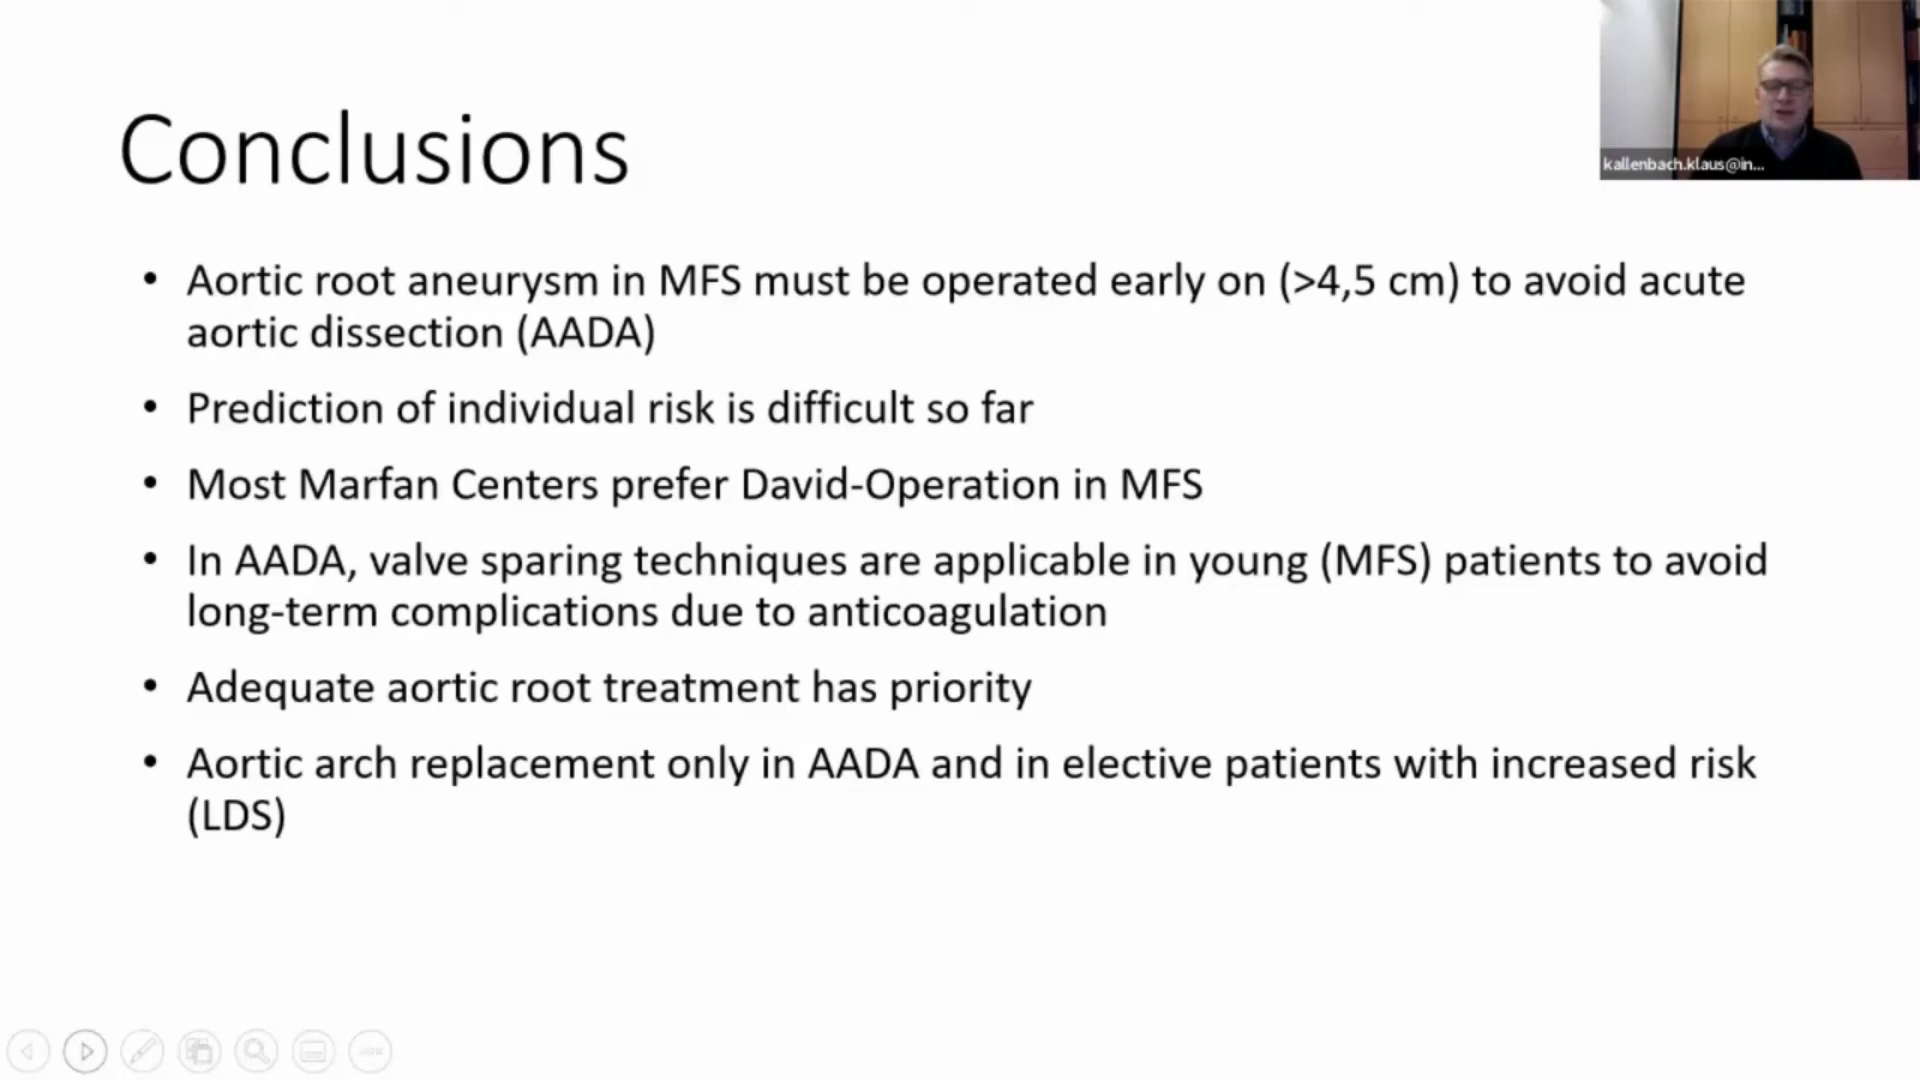 kallenbach.klaus@in...
Conclusions
• Aortic root aneurysm in MFS must be operated early on (>4,5 cm) to avoid acute
aortic dissection (AADA)
• Prediction of individual risk is difficult so far
• Most Marfan Centers prefer David-Operation in MFS
• In AADA, valve sparing techniques are applicable in young (MFS) patients to avoid
long-term complications due to anticoagulation
• Adequate aortic root treatment has priority
• Aortic arch replacement only in AADA and in elective patients with increased risk
(LDS)